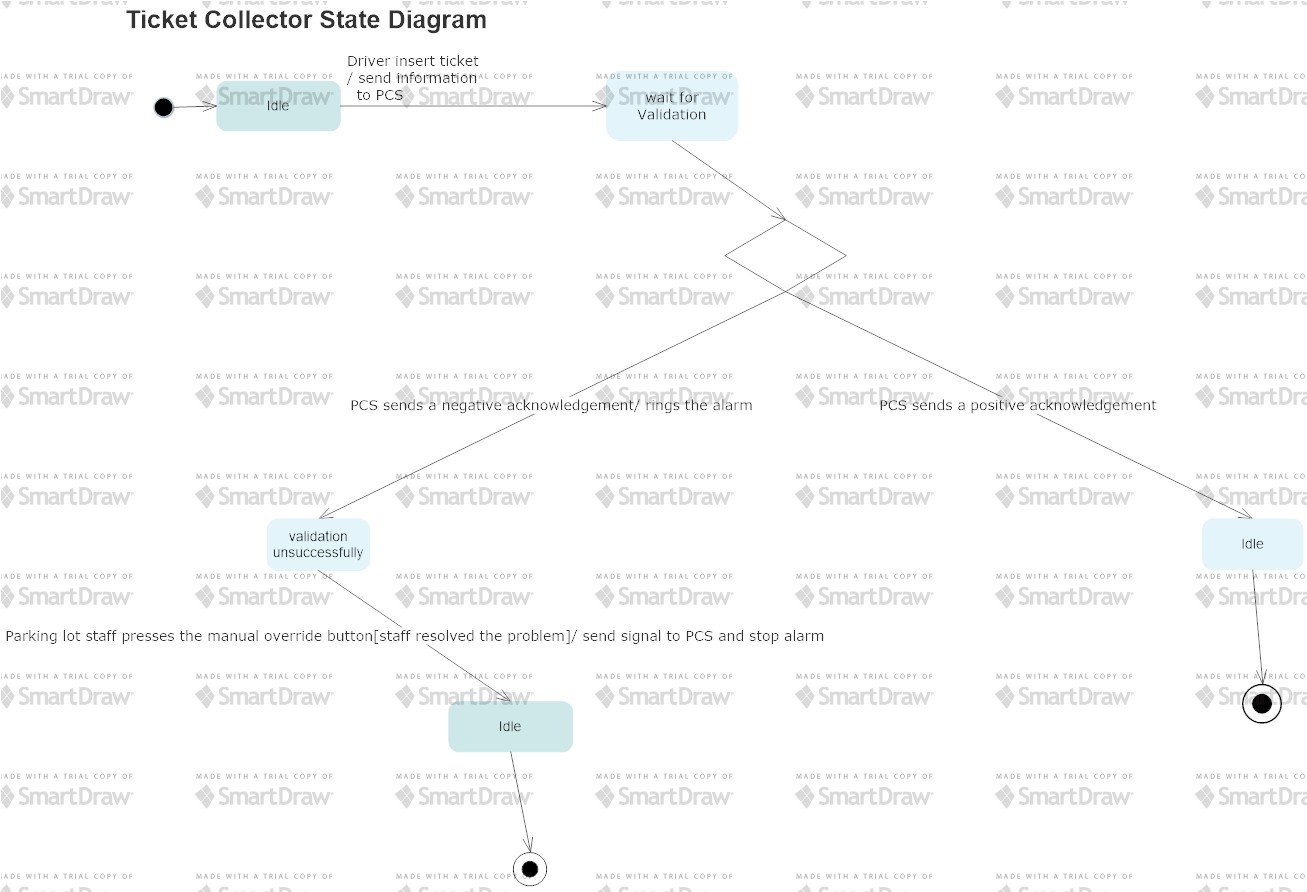 Ticket Collector State Diagram
Driver insert ticket
/ send information
to PCS
Idle
wait for
Validation
PCS sends a negative acknowledgement/ rings the alarm
PCS sends a positive acknowledgement
validation
unsuccessfully
Idle
Parking lot staff presses the manual override button[staff resolved the problem]/ send signal to PCS and stop alarm
Idle
MADE WITH A TRIAL COPY OF
SmartDraw